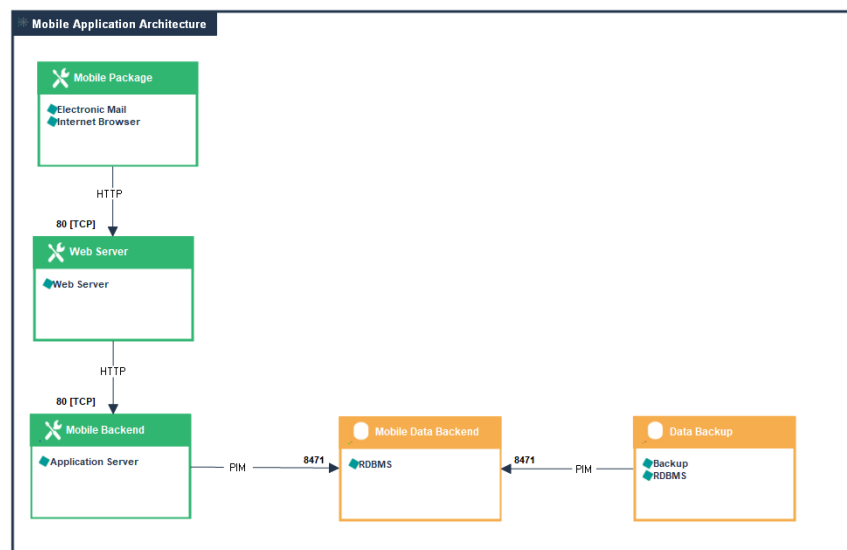 Mobile Application Architecture
Mobile Package
Electronic Mail
Internet Browser
HTTP
80 [TCP]
Web Server
Web Server
HTTP
80 [TCP]
Mobile Backend
Application Server
PIM
8471
Mobile Data Backend
RDBMS
8471
PIM
Data Backup
Backup
RDBMS